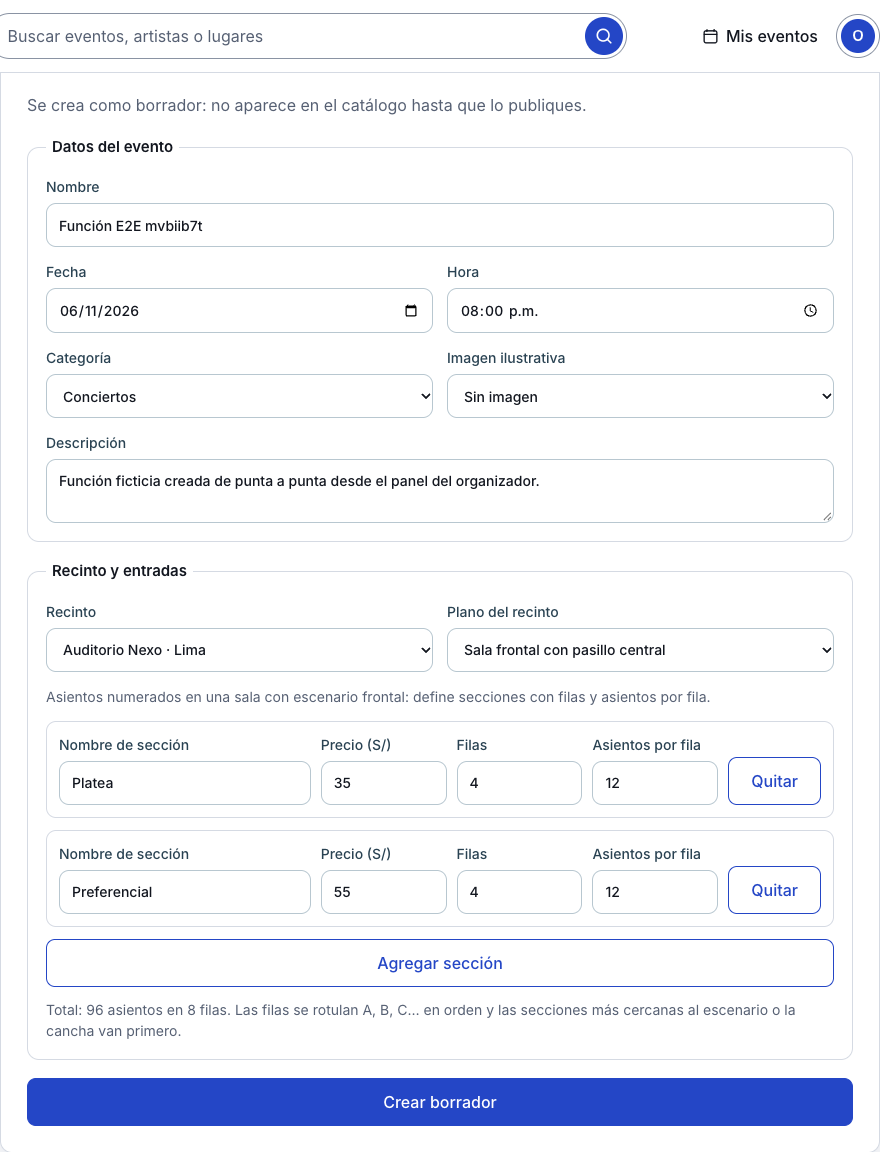 Buscar eventos, artistas o lugares
Mis eventos
O
Se crea como borrador: no aparece en el catálogo hasta que lo publiques.
Datos del evento
Nombre
Función E2E mvbiib7t
Fecha
Hora
06/11/2026
08:00 p.m.
Categoría
Imagen ilustrativa
Conciertos
Sin imagen
Descripción
Función ficticia creada de punta a punta desde el panel del organizador.
Recinto y entradas
Recinto
Plano del recinto
Auditorio Nexo · Lima
Sala frontal con pasillo central
Asientos numerados en una sala con escenario frontal: define secciones con filas y asientos por fila.
Nombre de sección
Precio (S/)
Filas
Asientos por fila
Platea
35
4
12
Quitar
Nombre de sección
Precio (S/)
Filas
Asientos por fila
Preferencial
55
4
12
Quitar
Agregar sección
Total: 96 asientos en 8 filas. Las filas se rotulan A, B, C... en orden y las secciones más cercanas al escenario o la
cancha van primero.
Crear borrador